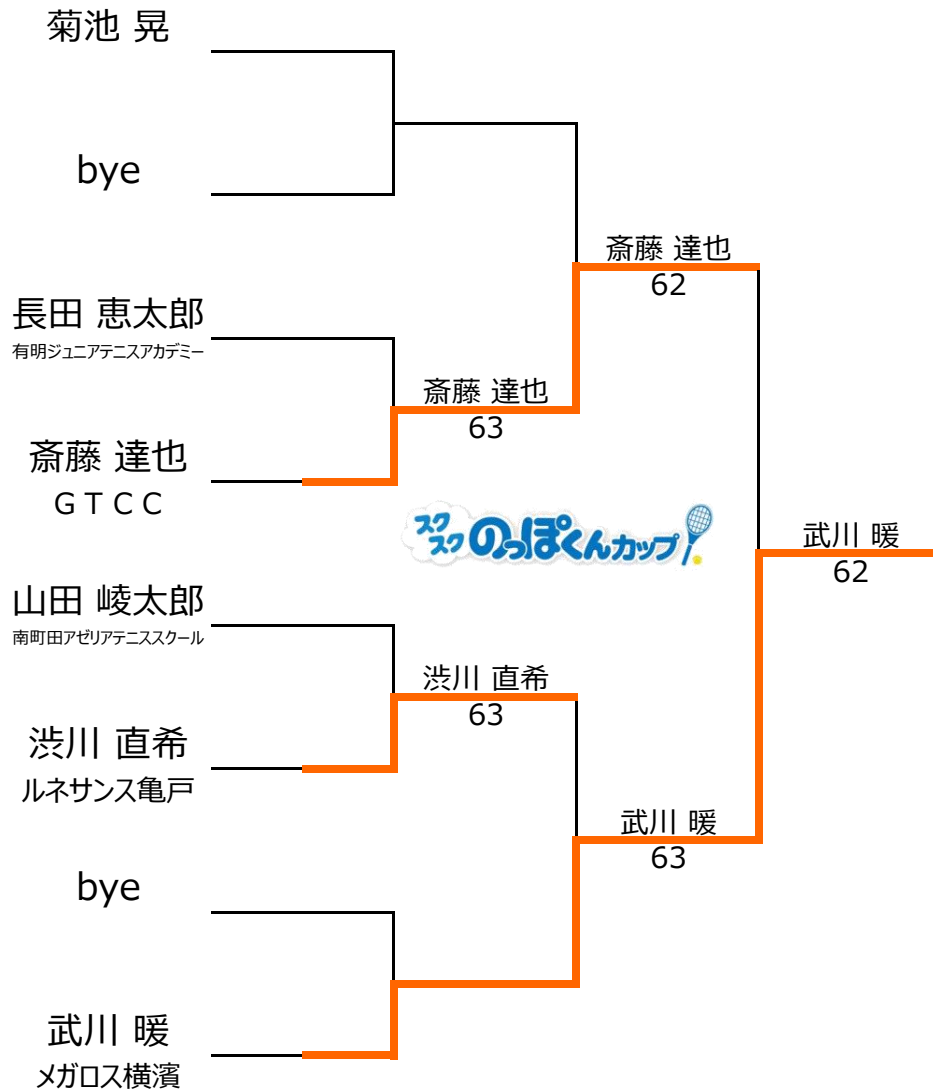 菊池 晃
bye
斎藤 達也
62
長田 恵太郎
有明ジュニアテニスアカデミー
斎藤 達也
63
斎藤 達也
ＧＴＣＣ
スクスク のっぽくんカップ
武川 暖
62
山田 崚太郎
南町田アゼリアテニススクール
渋川 直希
63
渋川 直希
ルネサンス亀戸
武川 暖
63
bye
武川 暖
メガロス横濱